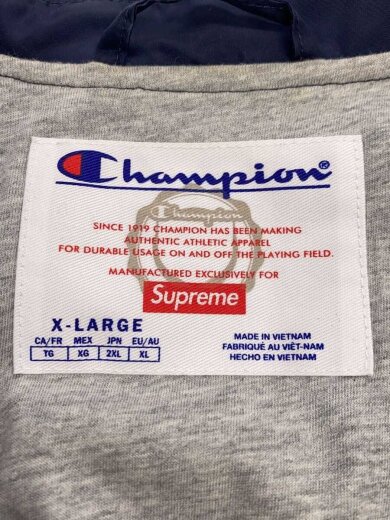 Champion®
Champion
SINCE 1919 CHAMPION HAS BEEN MAKING
AUTHENTIC ATHLETIC APPAREL
FOR DURABLE USAGE ON AND OFF THE PLAYING FIELD.
MANUFACTURED EXCLUSIVELY FOR
Supreme
X-LARGE
CA/FR MEX JPN EU/AU
TG XG 2XL XL
MADE IN VIETNAM
FABRIQUÉ AU VIÊT-NAM
HECHO EN VIETNAM